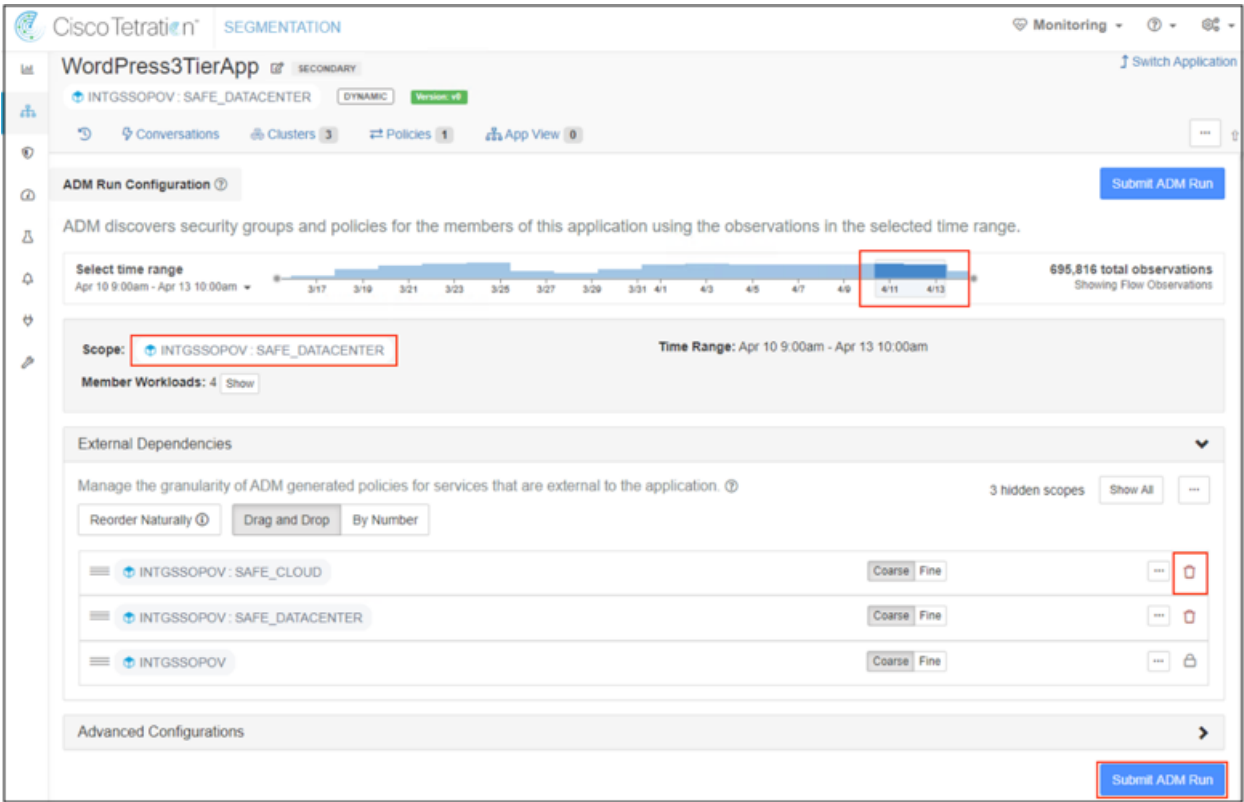 Cisco Tetration™ SEGMENTATION Monitoring
WordPress3TierApp SECONDARY Switch Application
INTGSSOPOV : SAFE_DATACENTER DYNAMIC Version: v0
Conversations Clusters 3 Policies 1 App View 0 ...
ADM Run Configuration Submit ADM Run
ADM discovers security groups and policies for the members of this application using the observations in the selected time range.
Select time range 695,816 total observations
Apr 10 9:00am - Apr 13 10:00am Showing Flow Observations
3/17 3/19 3/21 3/23 3/25 3/27 3/29 3/31 4/1 4/3 4/5 4/7 4/9 4/11 4/13
Scope: INTGSSOPOV : SAFE_DATACENTER Time Range: Apr 10 9:00am - Apr 13 10:00am
Member Workloads: 4 Show
External Dependencies
Manage the granularity of ADM generated policies for services that are external to the application. 3 hidden scopes Show All ...
Reorder Naturally Drag and Drop By Number
INTGSSOPOV : SAFE_CLOUD Coarse Fine ...
INTGSSOPOV : SAFE_DATACENTER Coarse Fine ...
INTGSSOPOV Coarse Fine ...
Advanced Configurations
Submit ADM Run